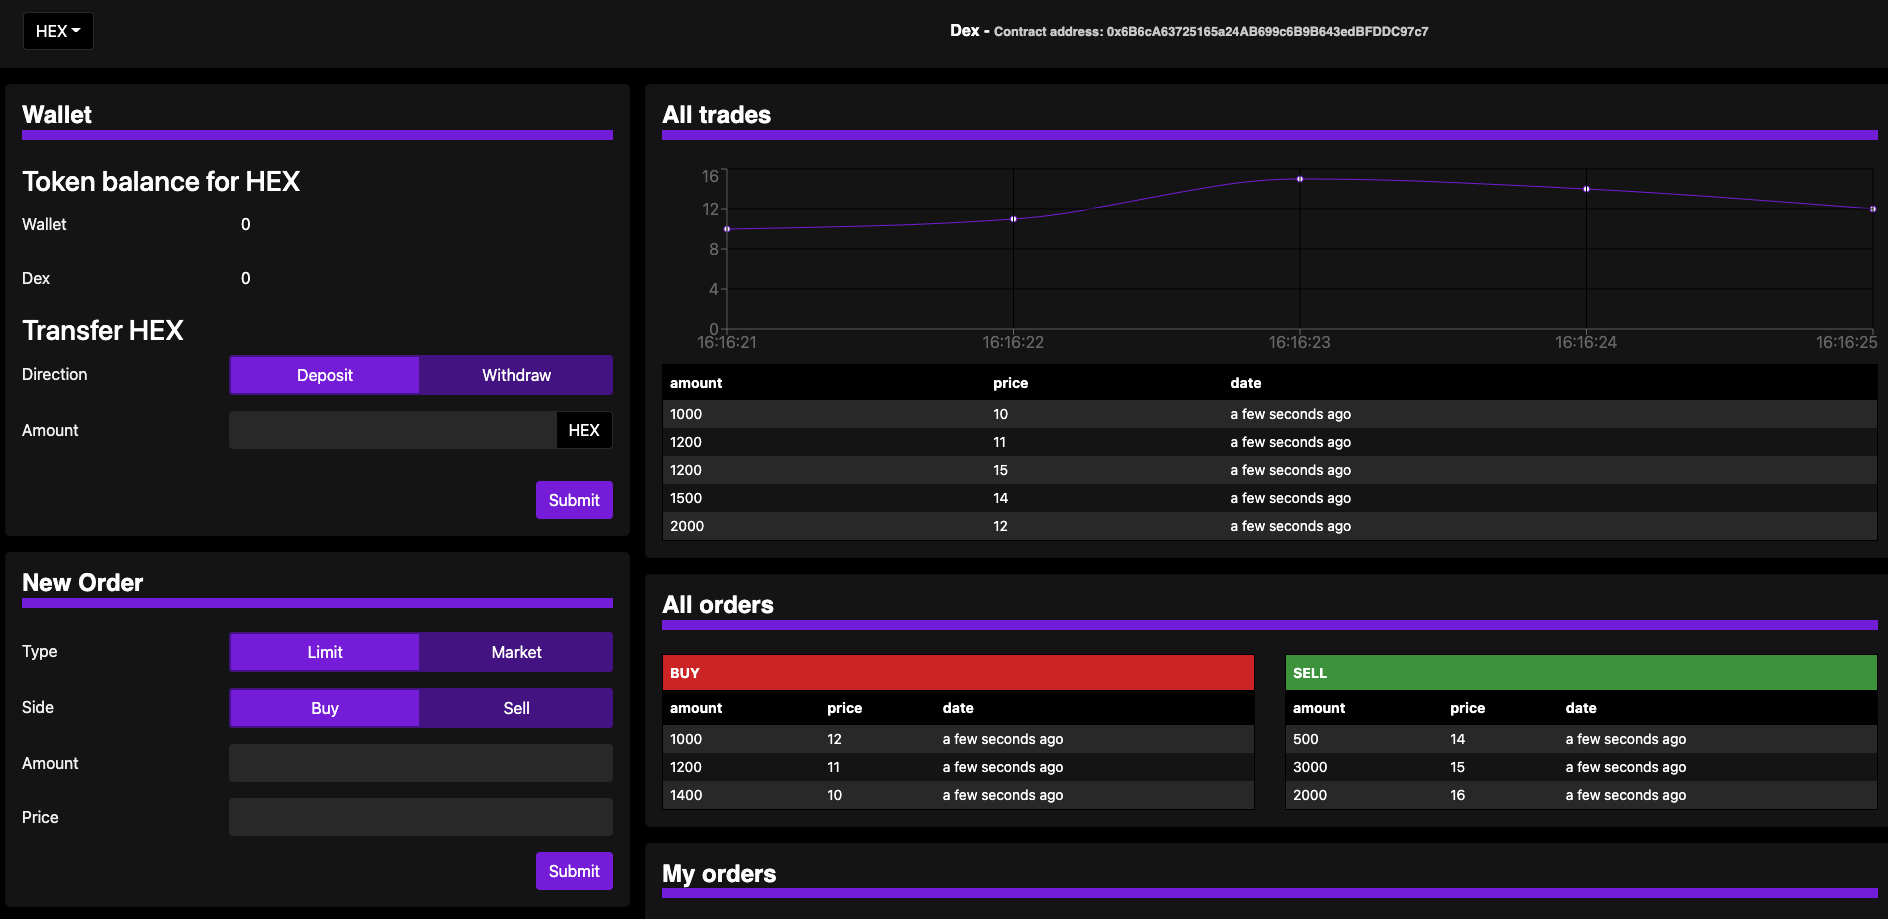 HEX
Dex - Contract address: 0x6B6cA63725165a24AB699c6B9B643edBFDDC97c7
Wallet
Token balance for HEX
Wallet 0
Dex 0
Transfer HEX
Direction Deposit Withdraw
Amount HEX
Submit
New Order
Type Limit Market
Side Buy Sell
Amount
Price
Submit
All trades
16
12
8
4
0
16:16:21 16:16:22 16:16:23 16:16:24 16:16:25
amount price date
1000 10 a few seconds ago
1200 11 a few seconds ago
1200 15 a few seconds ago
1500 14 a few seconds ago
2000 12 a few seconds ago
All orders
BUY
amount price date
1000 12 a few seconds ago
1200 11 a few seconds ago
1400 10 a few seconds ago
SELL
amount price date
500 14 a few seconds ago
3000 15 a few seconds ago
2000 16 a few seconds ago
My orders